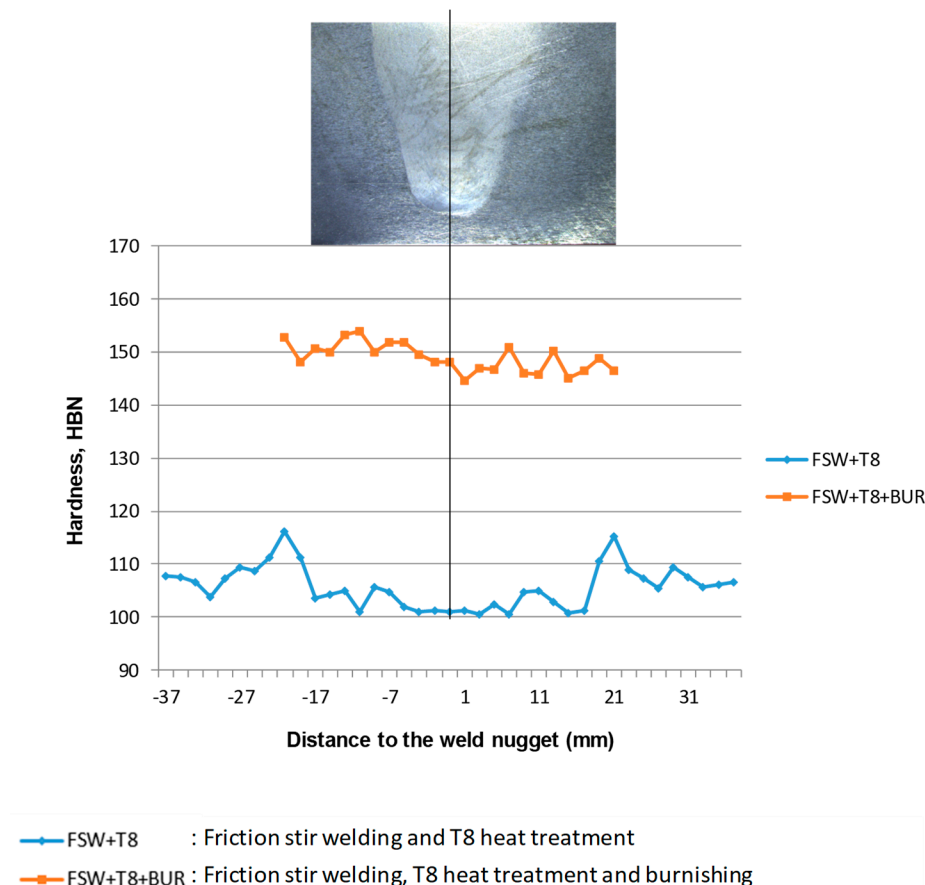 170
160
150
140
130
120
110
100
90
Hardness, HBN
-37 -27 -17 -7 1 11 21 31
Distance to the weld nugget (mm)
FSW+T8
FSW+T8+BUR
FSW+T8 : Friction stir welding and T8 heat treatment
FSW+T8+BUR : Friction stir welding, T8 heat treatment and burnishing